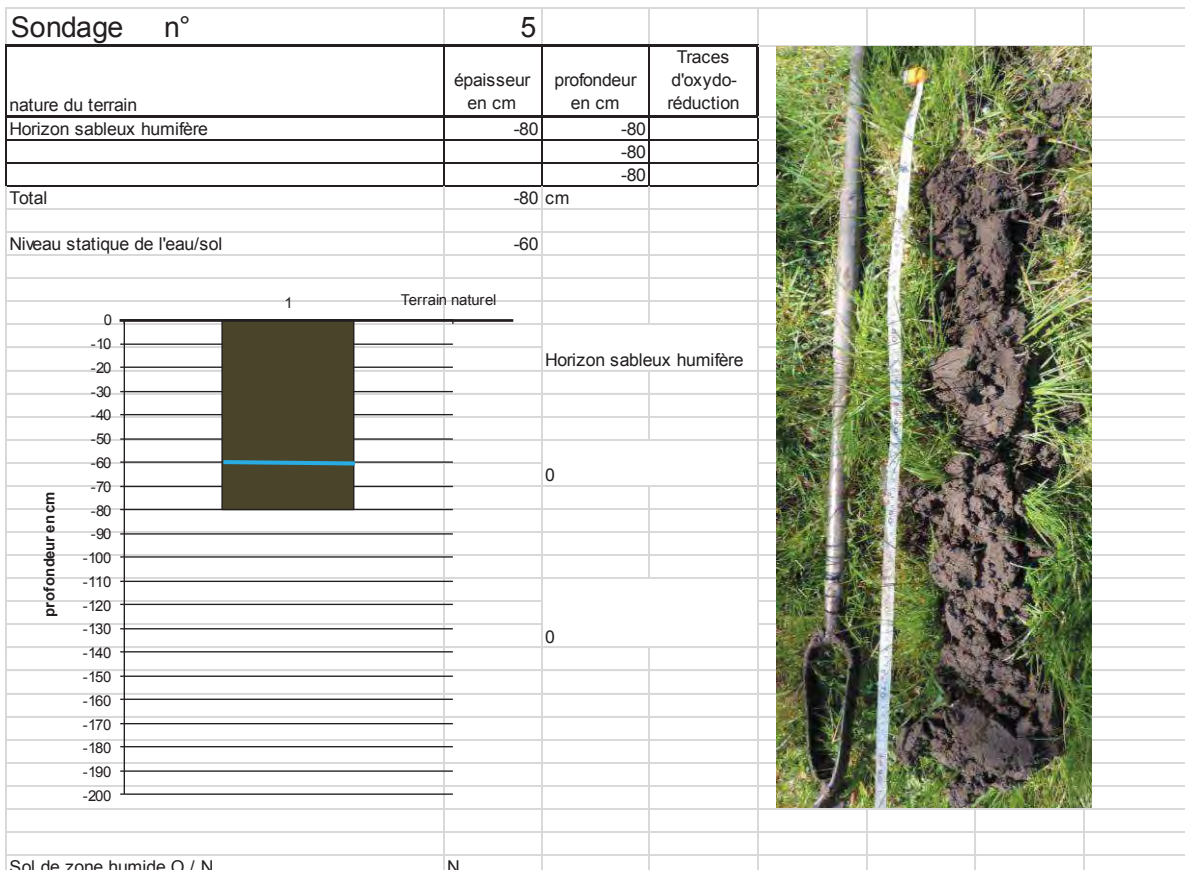 Sondage n° 5
nature du terrain épaisseur en cm profondeur en cm Traces d'oxydo-réduction
Horizon sableux humifère -80 -80
-80
-80
Total -80 cm
Niveau statique de l'eau/sol -60
1 Terrain naturel
0
-10
-20
-30
-40
-50
-60
-70
-80
-90
-100
-110
-120
-130
-140
-150
-160
-170
-180
-190
-200
profondeur en cm
Horizon sableux humifère
0
0
Sol de zone humide O / N N